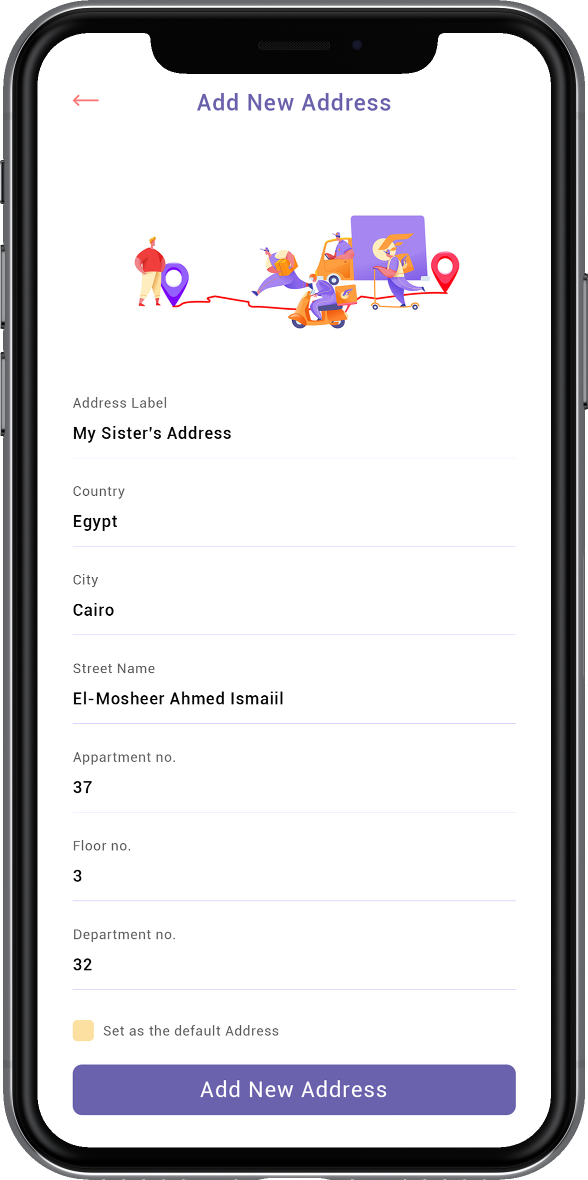 Add New Address
Address Label
My Sister's Address
Country
Egypt
City
Cairo
Street Name
El-Mosheer Ahmed Ismaiil
Appartment no.
37
Floor no.
3
Department no.
32
Set as the default Address
Add New Address